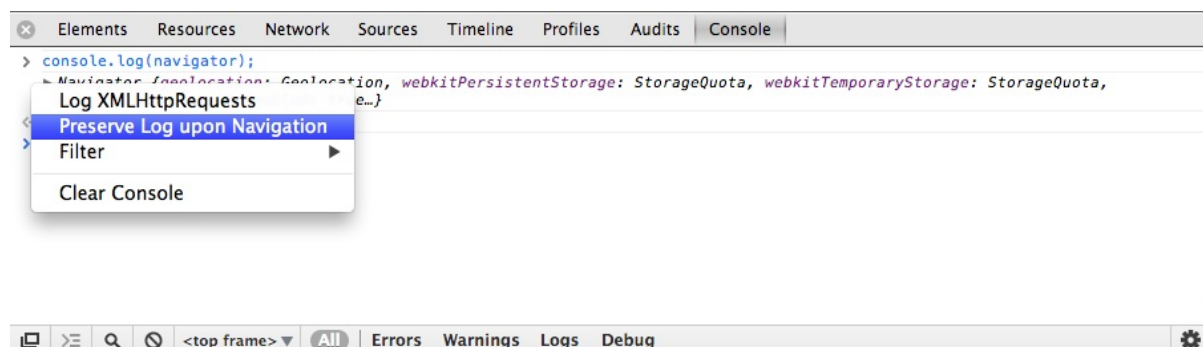 Elements Resources Network Sources Timeline Profiles Audits Console
> console.log(navigator);
Navigator {geolocation: Geolocation, webkitPersistentStorage: StorageQuota, webkitTemporaryStorage: StorageQuota,
e…}
Log XMLHttpRequests
Preserve Log upon Navigation
Filter
Clear Console
<top frame> All Errors Warnings Logs Debug